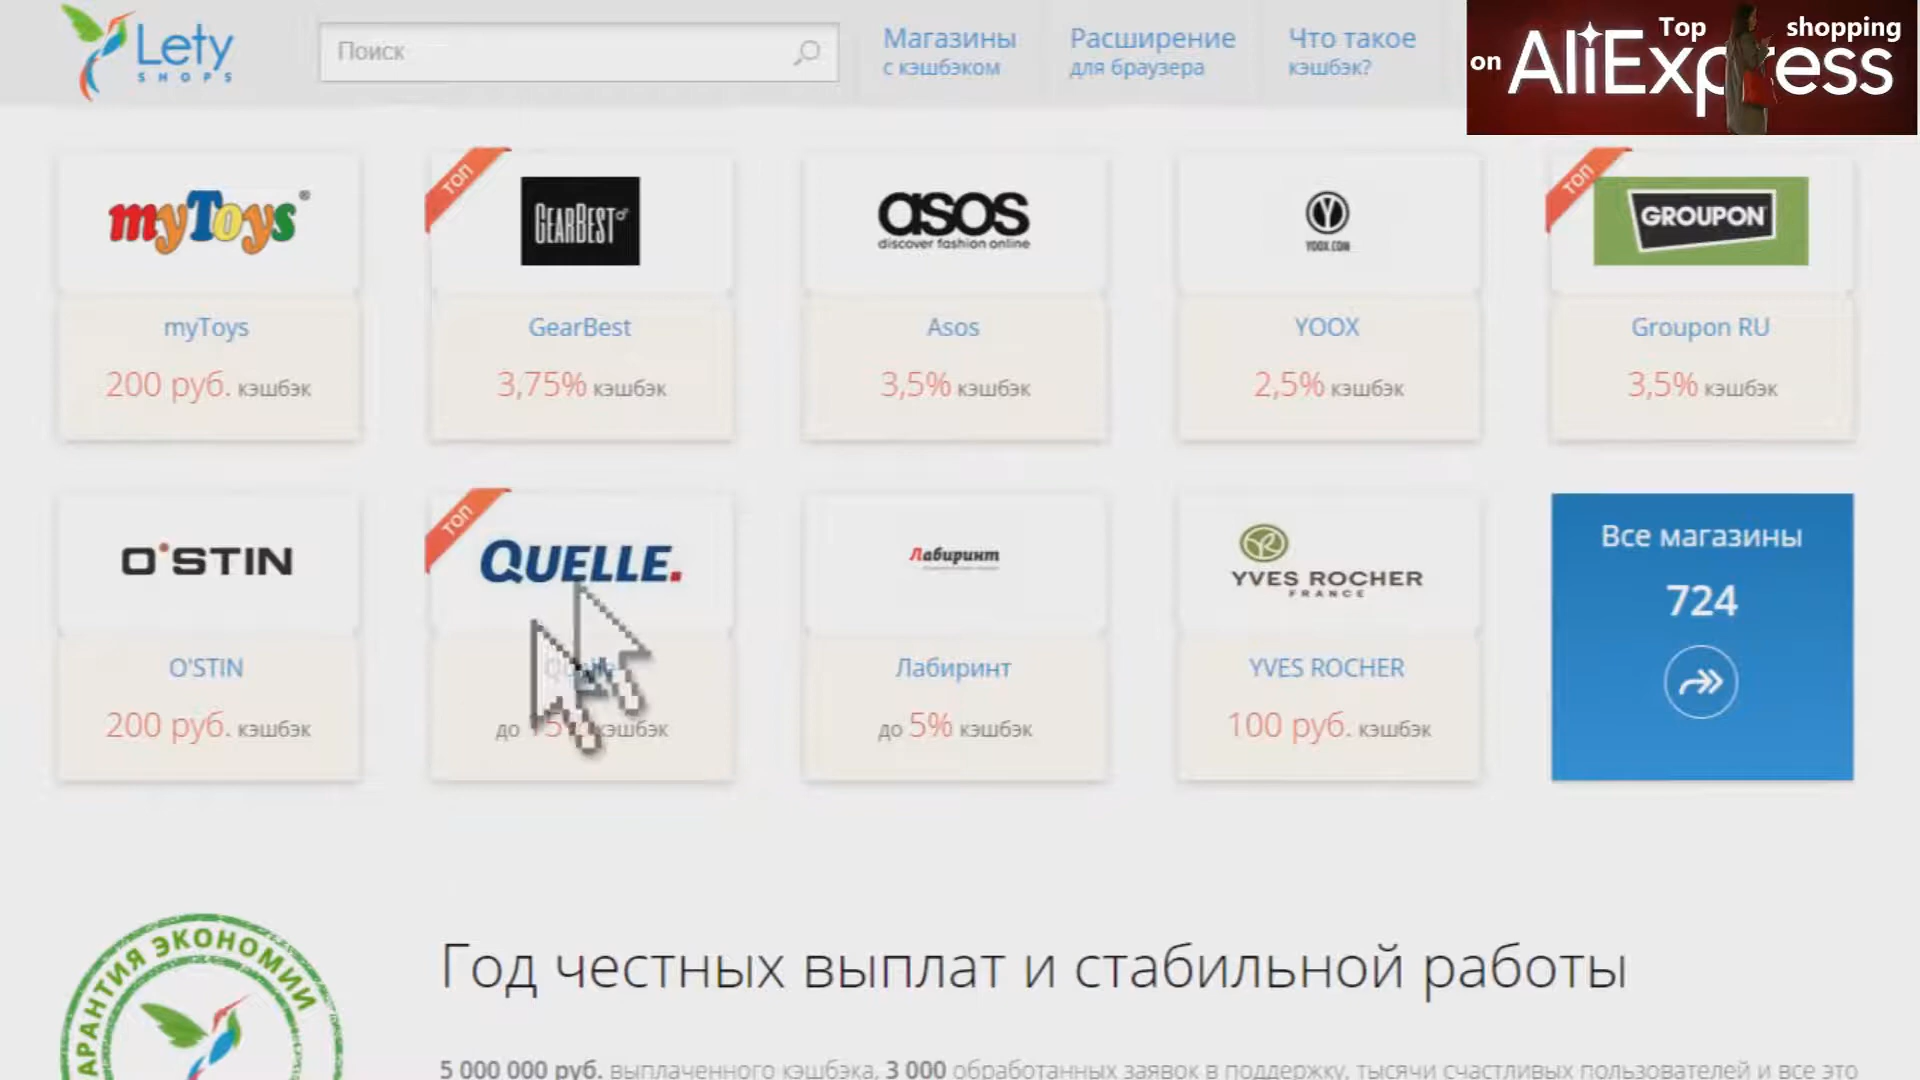 Lety
SHOPS
Поиск
Магазины
с кэшбэком
Расширение
для браузера
Что такое
кэшбэк?
Top shopping
on AliExpress
myToys®
ТОП
GEARBEST
asos
discover fashion online
YOOX.COM
ТОП
GROUPON
myToys
GearBest
Asos
YOOX
Groupon RU
200 руб. кэшбэк
3,75% кэшбэк
3,5% кэшбэк
2,5% кэшбэк
3,5% кэшбэк
O'STIN
ТОП
QUELLE.
Лабиринт
YVES ROCHER
FRANCE
Все магазины
724
O'STIN
Лабиринт
YVES ROCHER
200 руб. кэшбэк
до кэшбэк
до 5% кэшбэк
100 руб. кэшбэк
ГАРАНТИЯ ЭКОНОМИИ
Год честных выплат и стабильной работы
5 000 000 руб. выплаченного кэшбэка, 3 000 обработанных заявок в поддержку, тысячи счастливых пользователей и все это